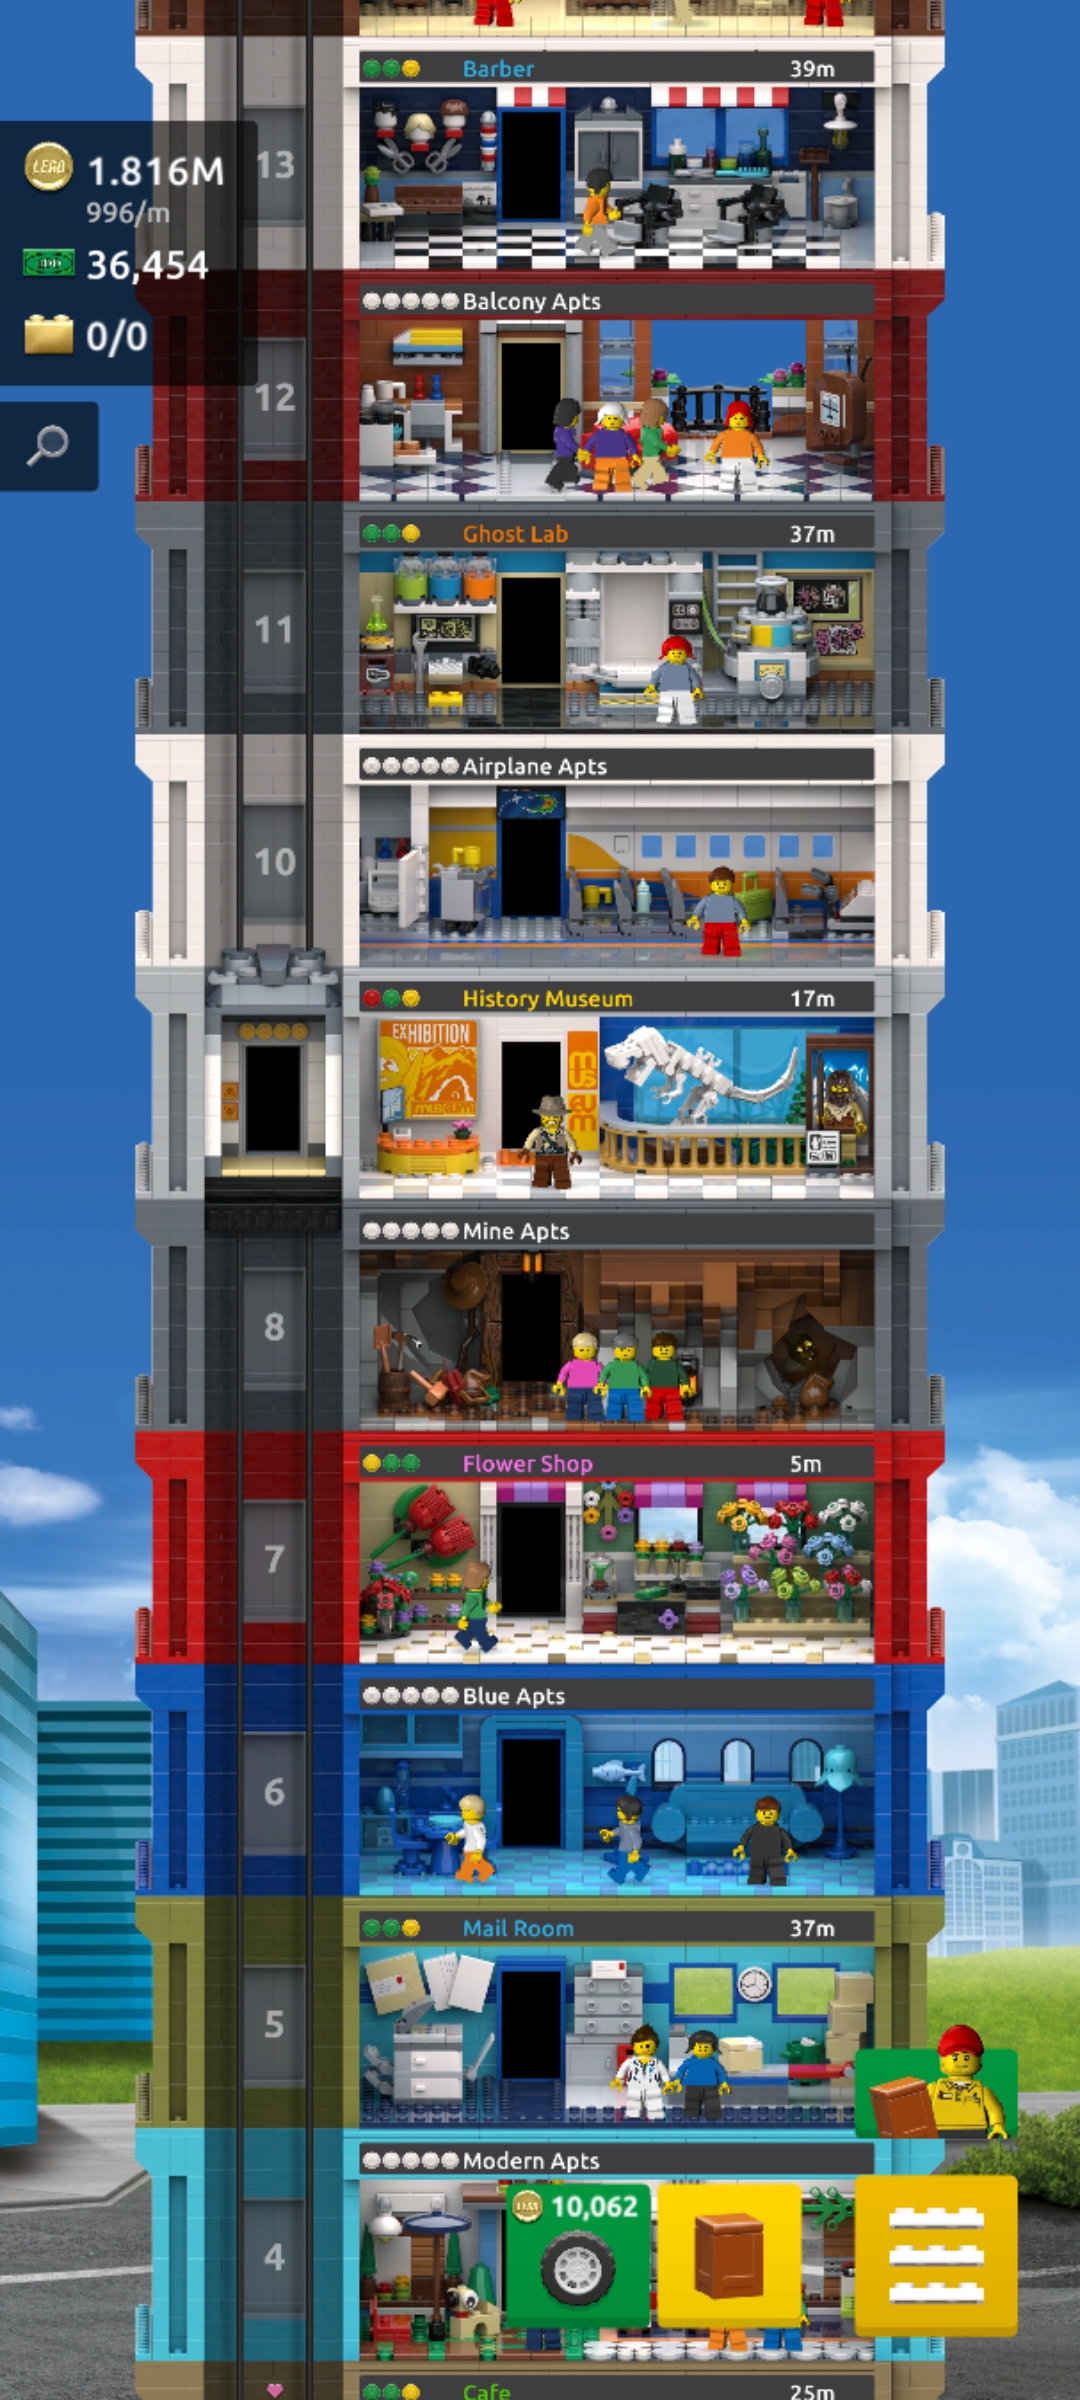 Barber 39m
13
LEGO 1.816M
996/m
36,454
0/0
Balcony Apts
12
Ghost Lab 37m
11
Airplane Apts
10
History Museum 17m
EXHIBITION
museum
museum
Mine Apts
8
Flower Shop 5m
7
Blue Apts
6
Mail Room 37m
5
Modern Apts
10,062
4
Cafe 25m